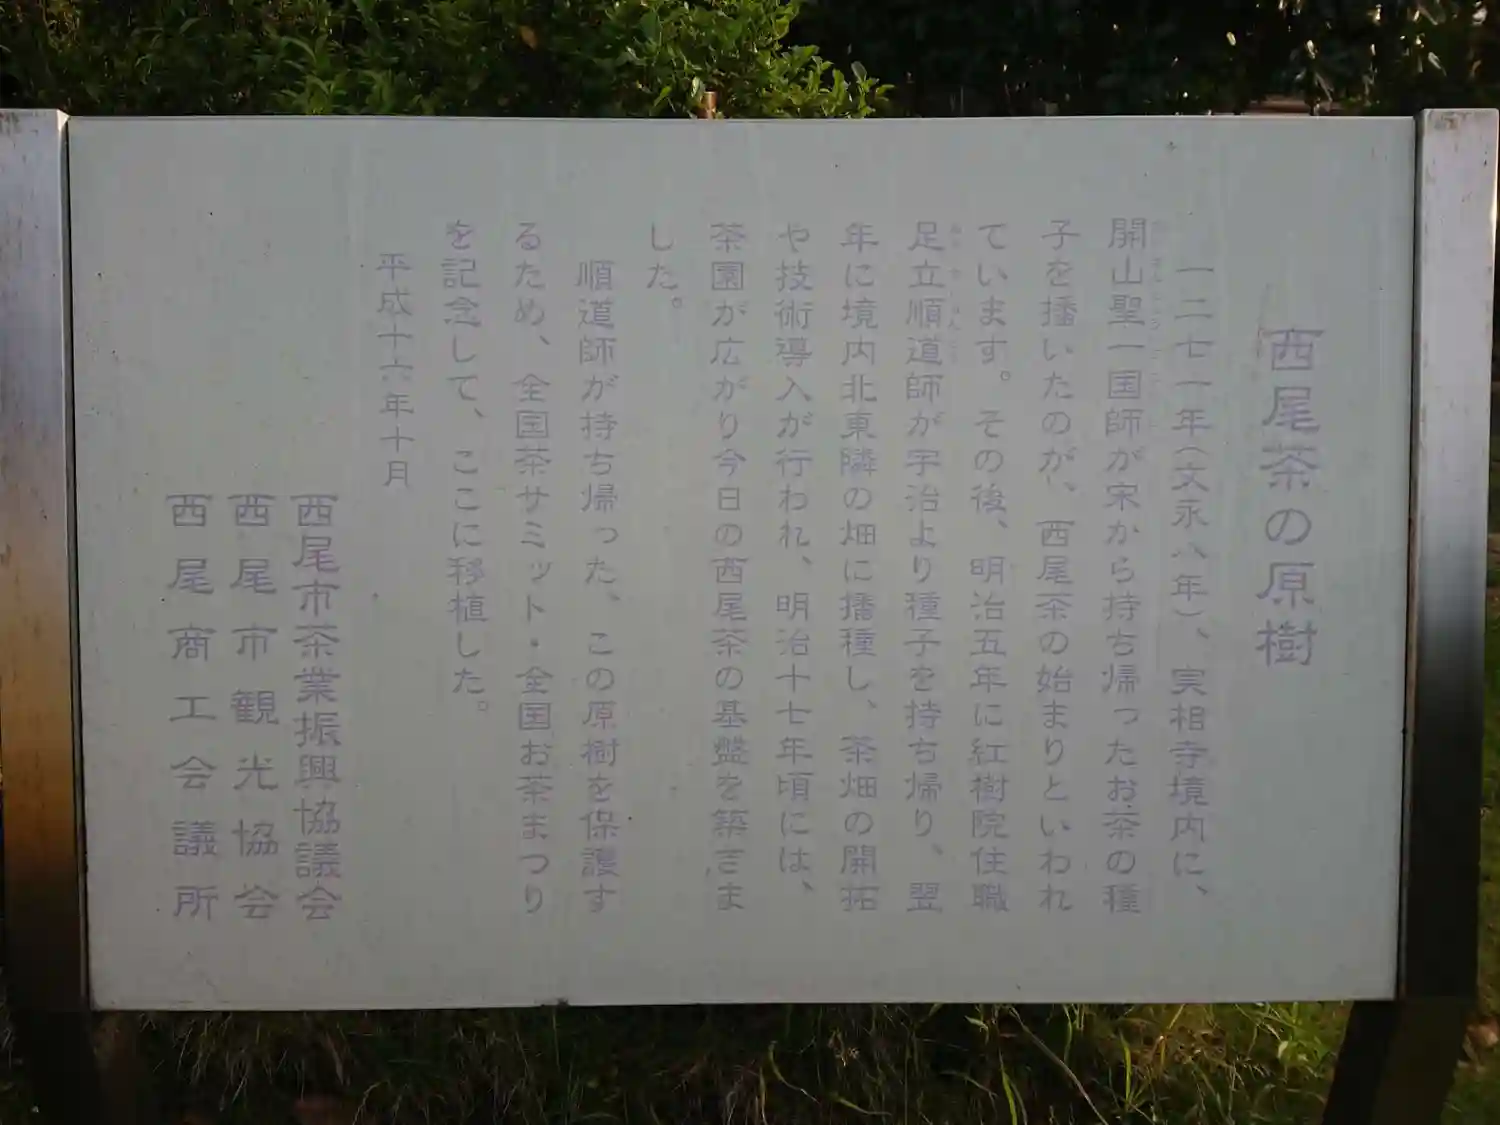 西尾茶の原樹
一二七一年(文永八年)、実相寺境内に、
開山聖一国師が宋から持ち帰ったお茶の種
子を播いたのが、西尾茶の始まりといわれ
ています。その後、明治五年に紅樹院住職
足立順道師が宇治より種子を持ち帰り、翌
年に境内北東隣の畑に播種し、茶畑の開拓
や技術導入が行われ、明治十七年頃には、
茶園が広がり今日の西尾茶の基盤を築きま
した。
順道師が持ち帰った、この原樹を保護す
るため、全国茶サミット・全国お茶まつり
を記念して、ここに移植した。
平成十六年十月
西尾市茶業振興協議会
西尾市観光協会
西尾商工会議所